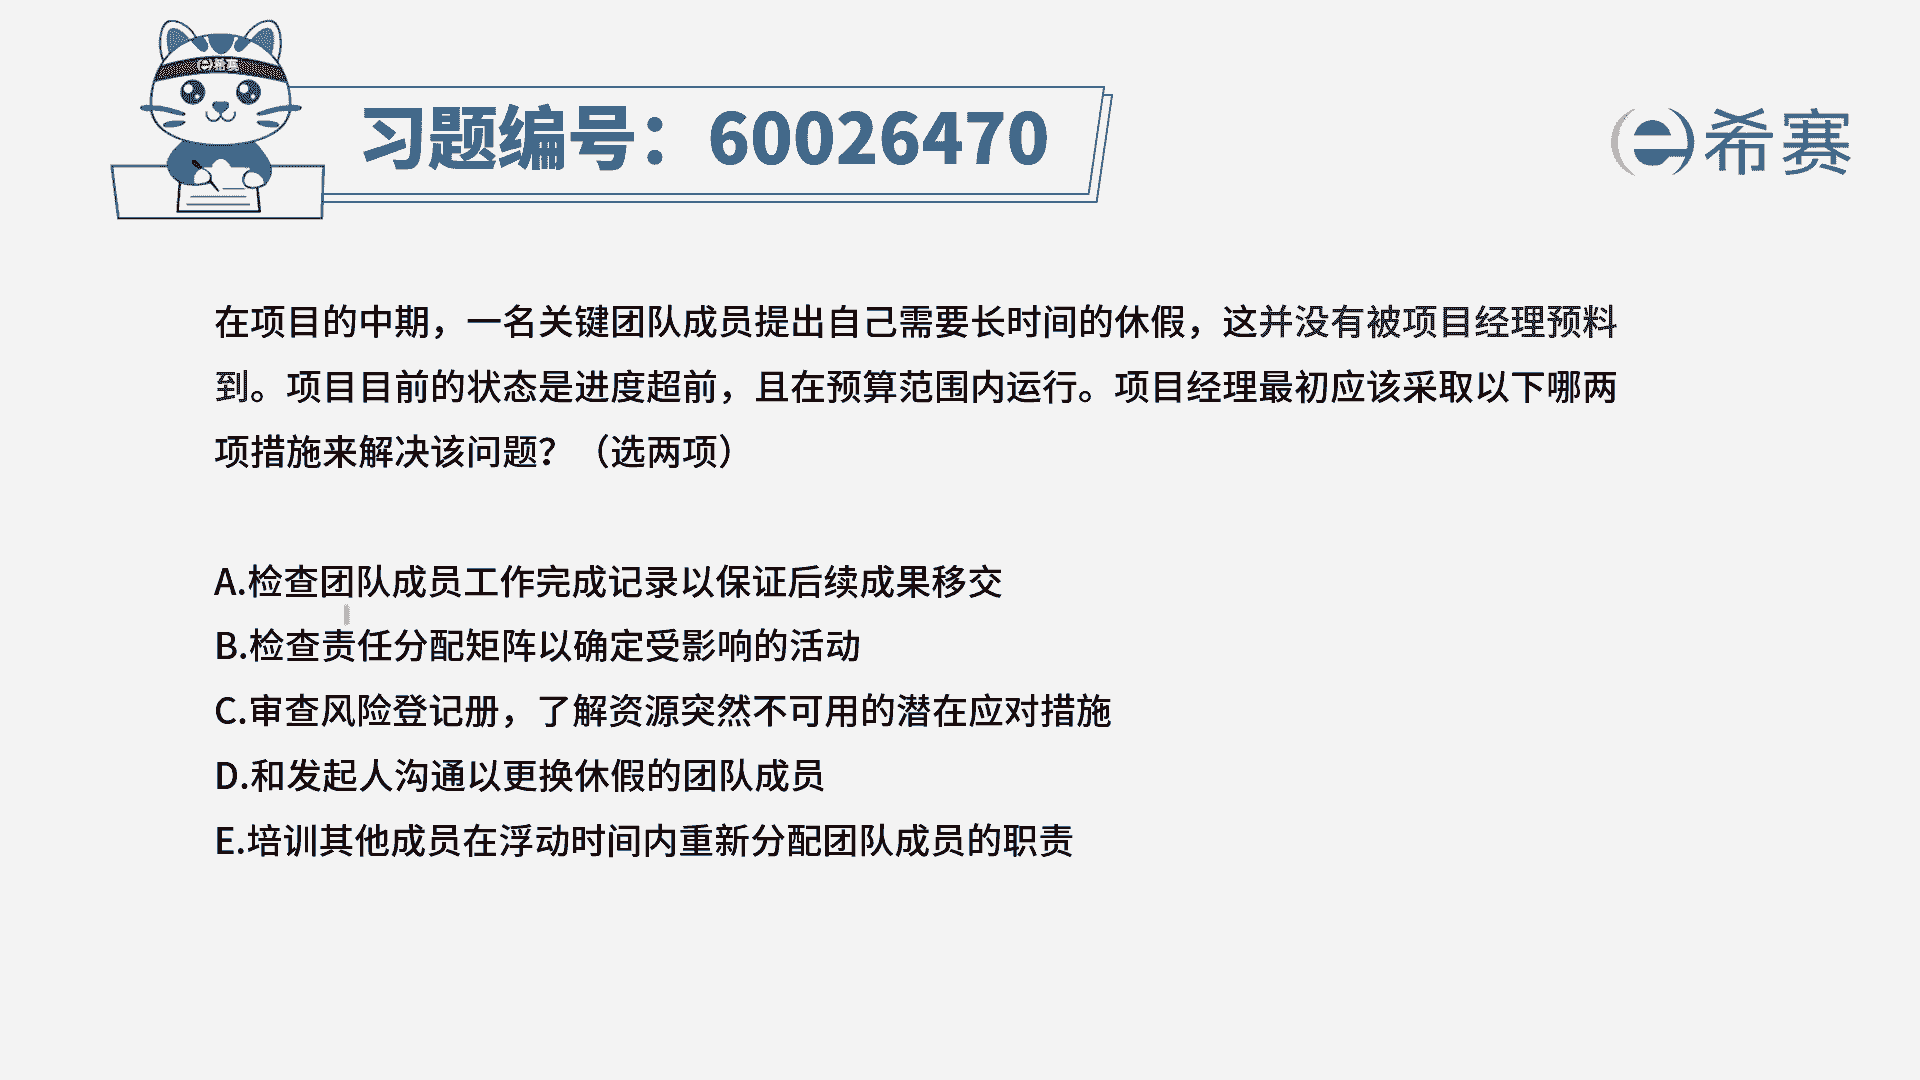 希赛
习题编号：60026470
希赛
在项目的中期，一名关键团队成员提出自己需要长时间的休假，这并没有被项目经理预料
到。项目目前的状态是进度超前，且在预算范围内运行。项目经理最初应该采取以下哪两
项措施来解决该问题？（选两项）
A.检查团队成员工作完成记录以保证后续成果移交
B.检查责任分配矩阵以确定受影响的活动
C.审查风险登记册，了解资源突然不可用的潜在应对措施
D.和发起人沟通以更换休假的团队成员
E.培训其他成员在浮动时间内重新分配团队成员的职责